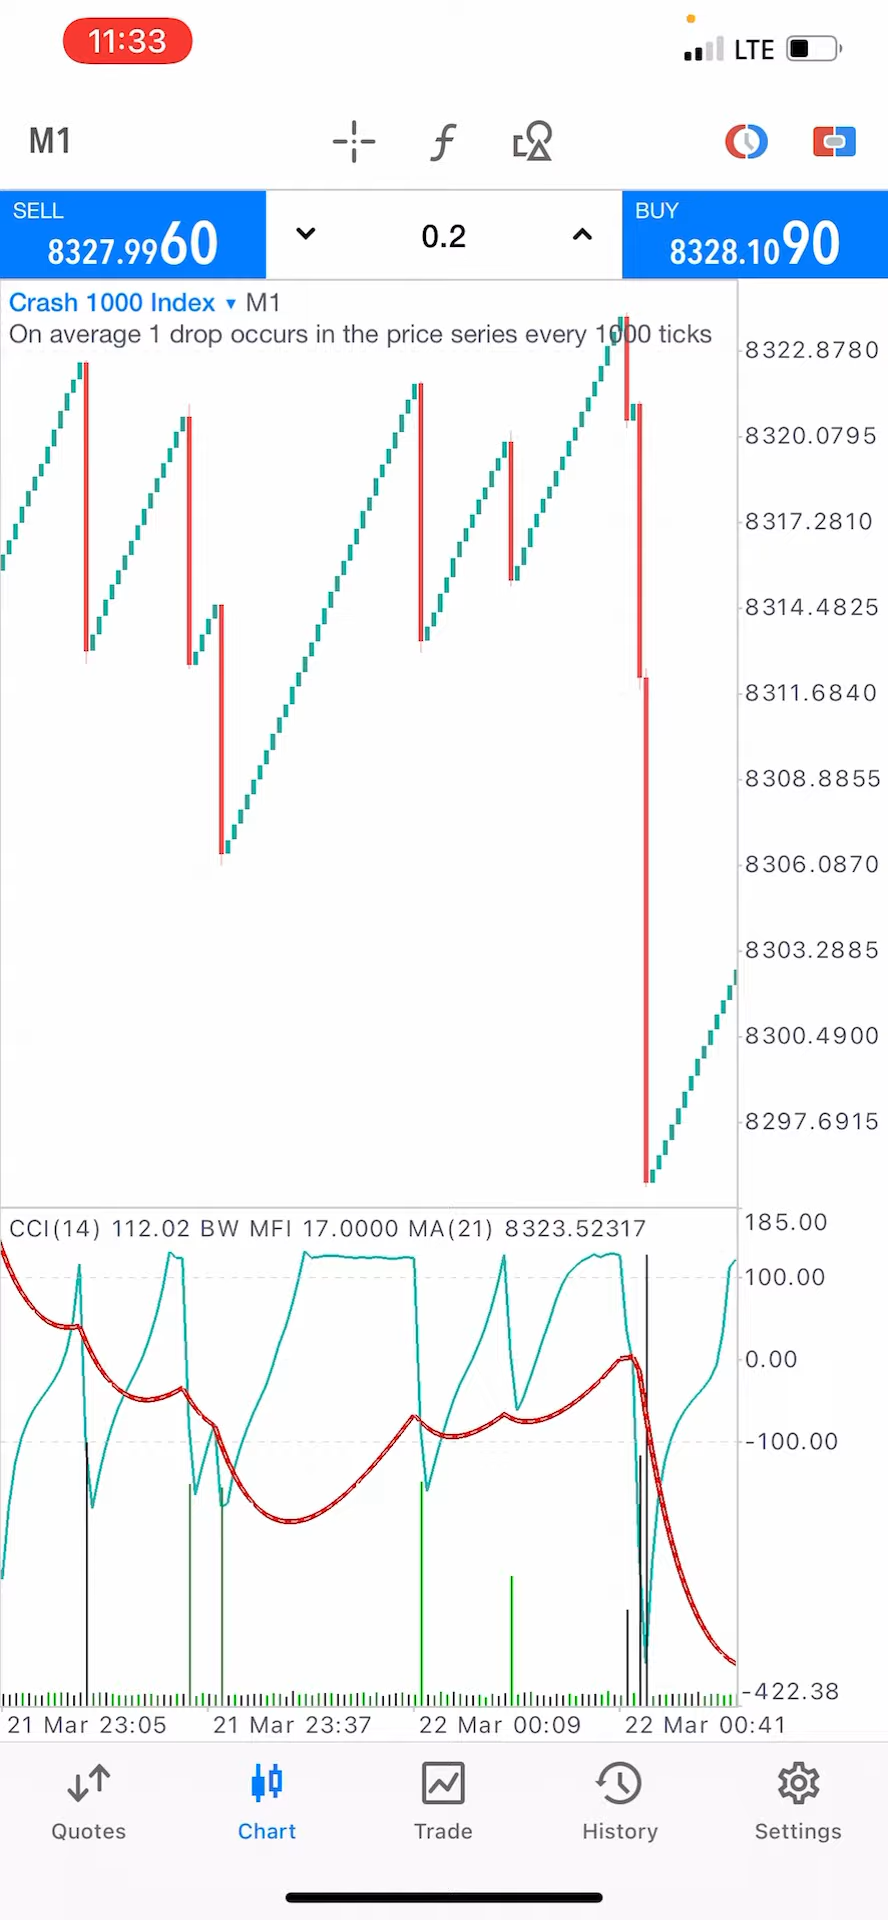 11:33
LTE
M1
SELL
8327.9960
0.2
BUY
8328.1090
Crash 1000 Index ▾ M1
On average 1 drop occurs in the price series every 1000 ticks
8322.8780
8320.0795
8317.2810
8314.4825
8311.6840
8308.8855
8306.0870
8303.2885
8300.4900
8297.6915
CCI(14) 112.02 BW MFI 17.0000 MA(21) 8323.52317
185.00
100.00
0.00
-100.00
-422.38
21 Mar 23:05
21 Mar 23:37
22 Mar 00:09
22 Mar 00:41
Quotes
Chart
Trade
History
Settings